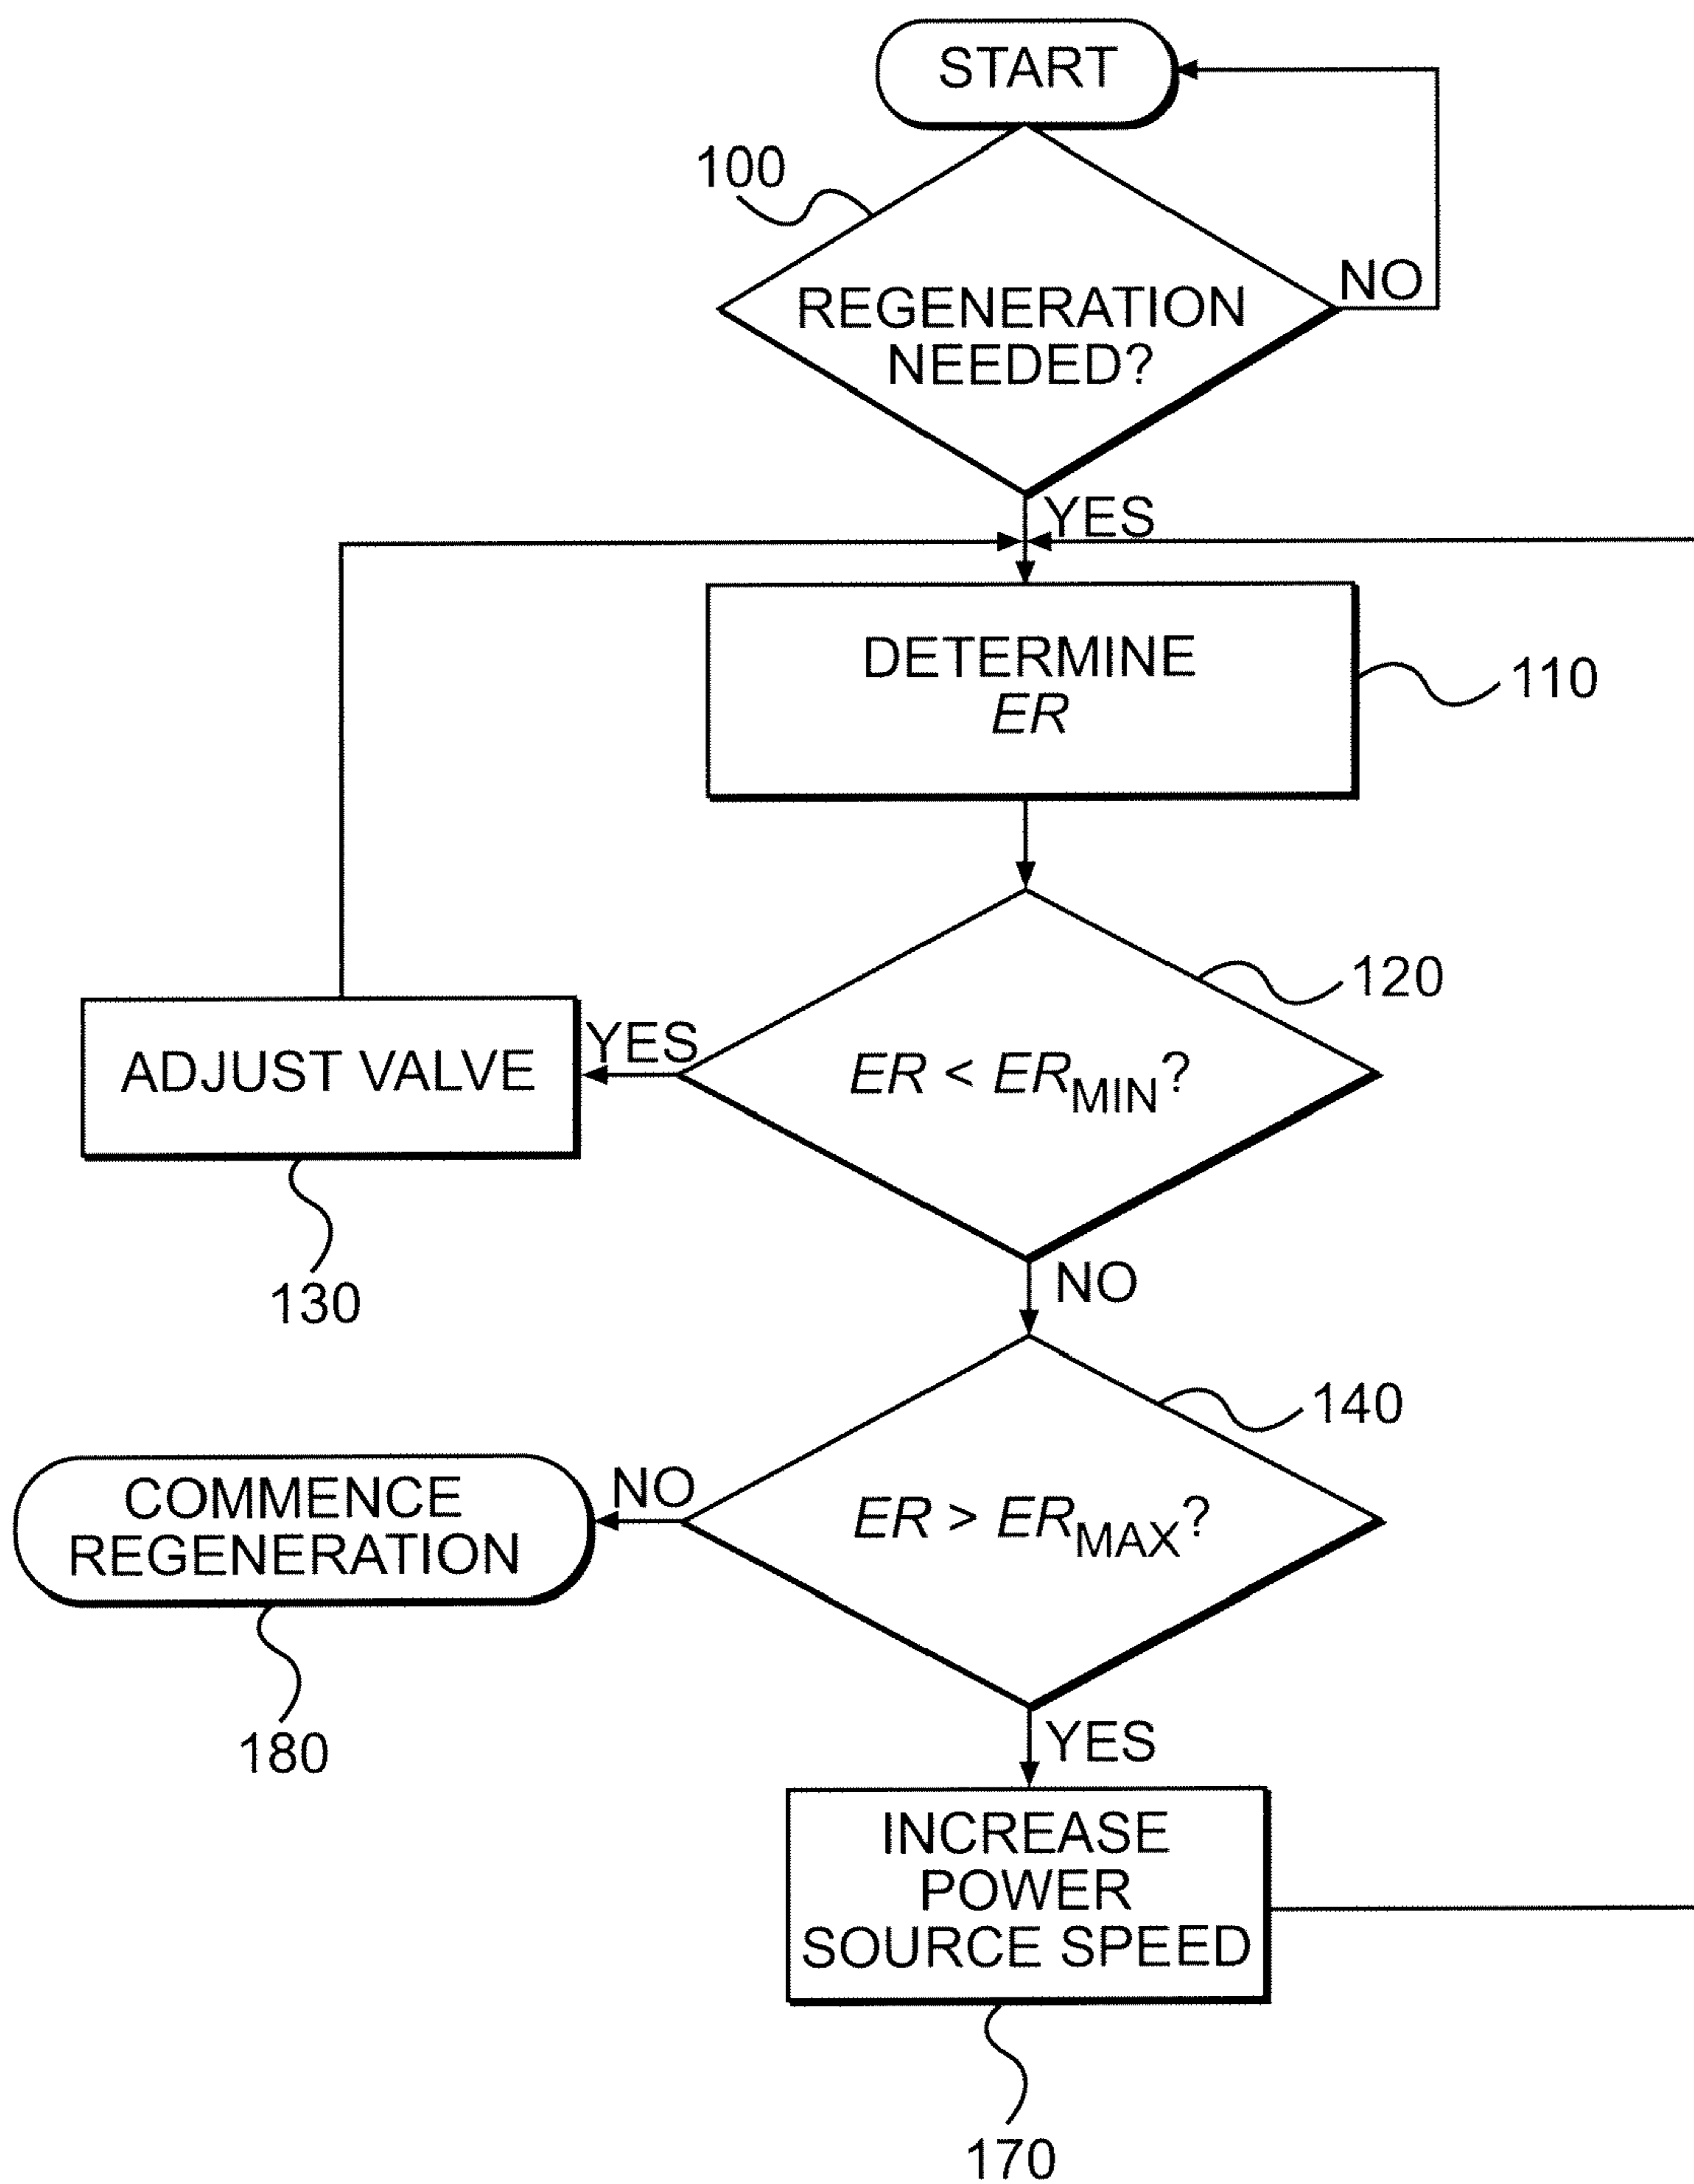 START
100
REGENERATION
NEEDED?
NO
YES
DETERMINE
ER
110
120
ER < ERMIN?
YES
ADJUST VALVE
130
NO
140
ER > ERMAX?
NO
COMMENCE
REGENERATION
180
YES
INCREASE
POWER
SOURCE SPEED
170